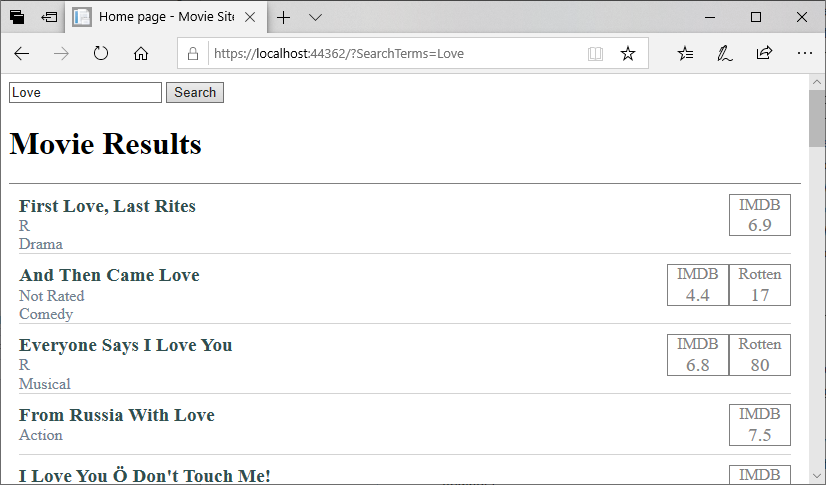 Home page - Movie Site
https://localhost:44362/?SearchTerms=Love
Love Search
Movie Results
First Love, Last Rites
R
Drama
IMDB
6.9
And Then Came Love
Not Rated
Comedy
IMDB Rotten
4.4 17
Everyone Says I Love You
R
Musical
IMDB Rotten
6.8 80
From Russia With Love
Action
IMDB
7.5
I Love You Ö Don't Touch Me!
IMDB